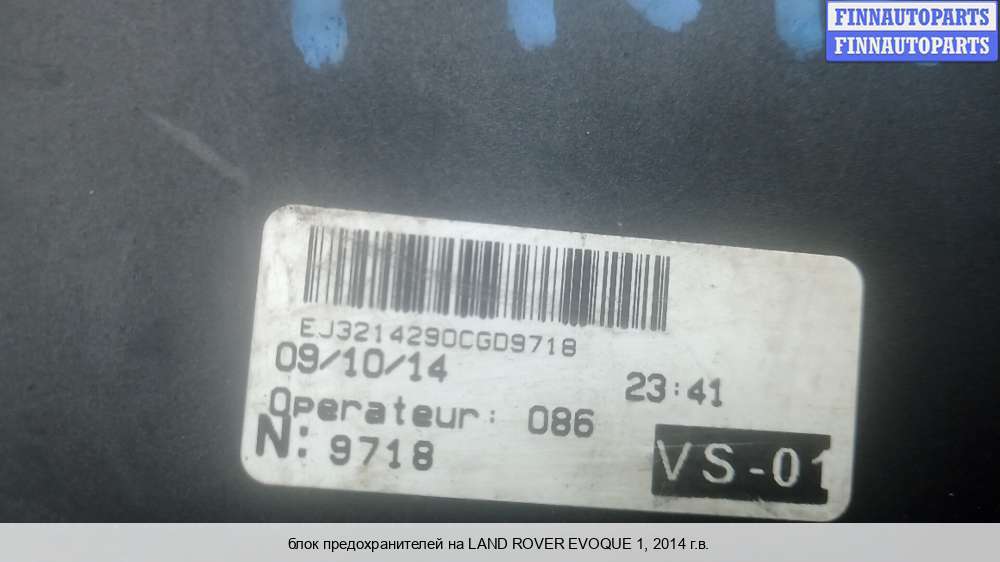 FINNAUTOPARTS
FINNAUTOPARTS
EJ3214290CGD9718
09/10/14 23:41
Operateur: 086
N: 9718
VS-01
блок предохранителей на LAND ROVER EVOQUE 1, 2014 г.в.